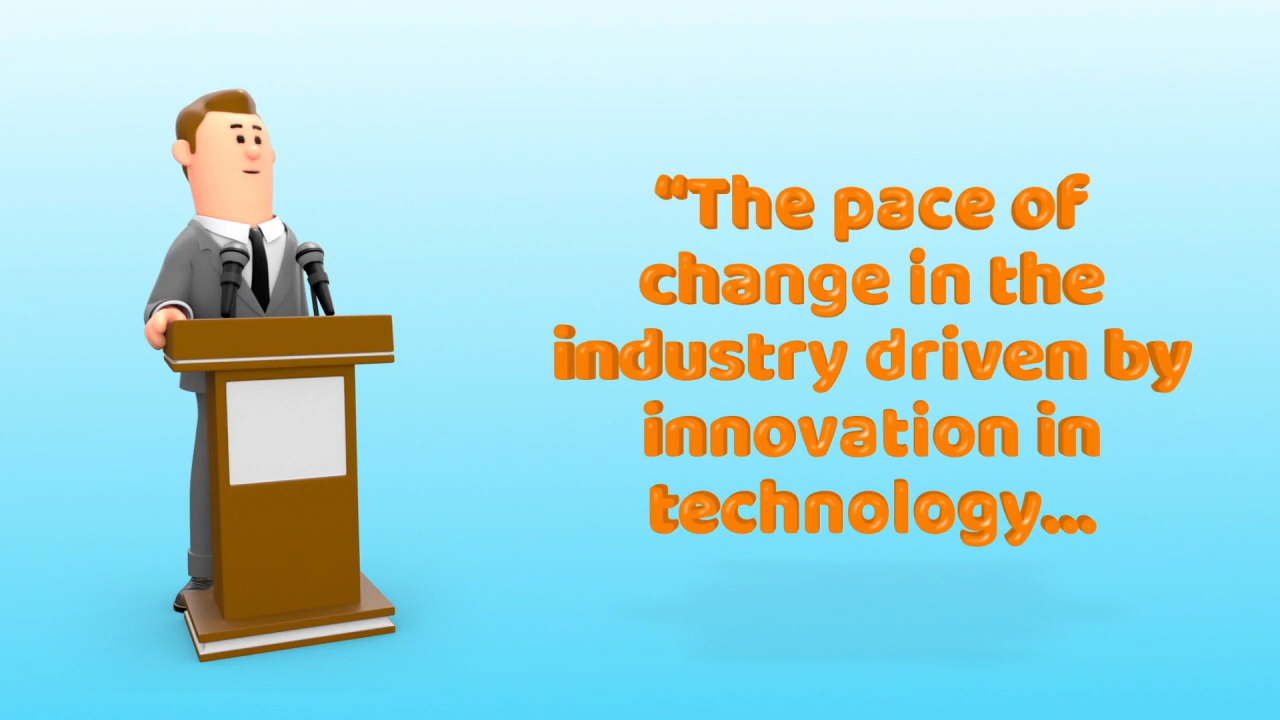 “The pace of
change in the
industry driven by
innovation in
technology...